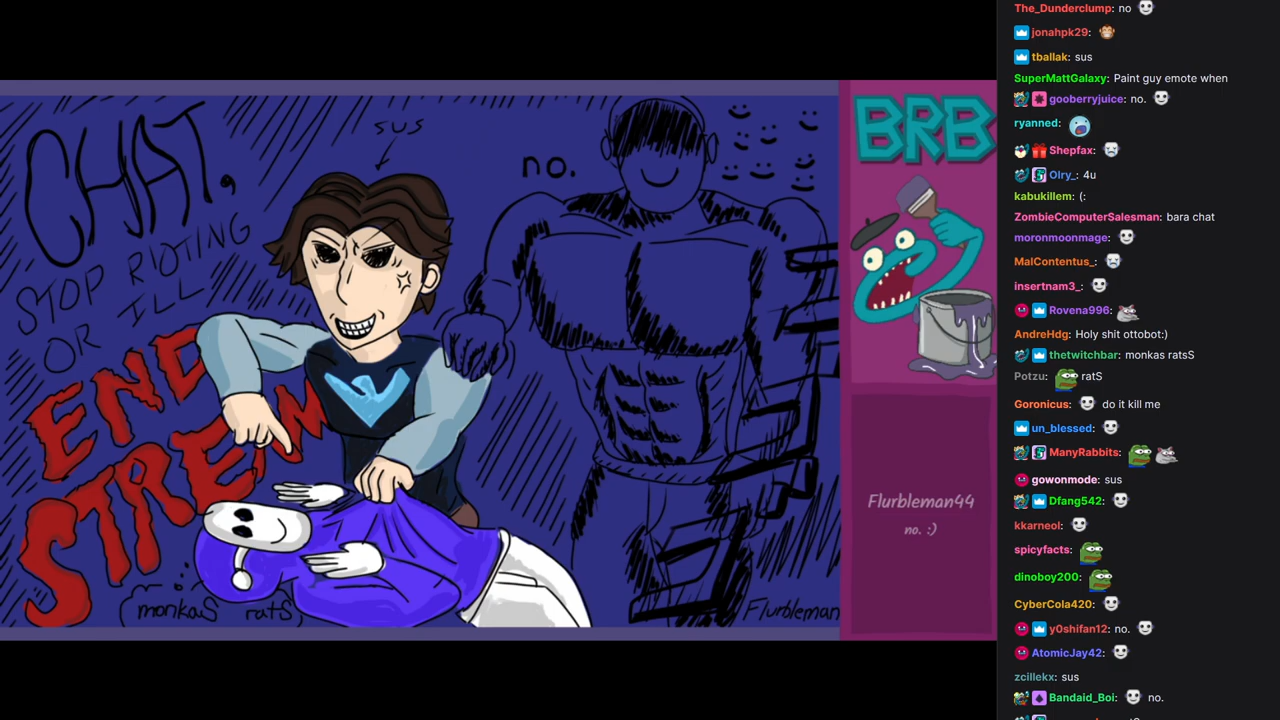 CHAT,
STOP RIOTING
OR ILL
END
STREM
sus
no.
monkaS ratS
Flurbleman
BRB
Flurbleman44
no. :)
The_Dunderclump: no
jonahpk29:
tballak: sus
SuperMattGalaxy: Paint guy emote when
gooberryjuice: no.
ryanned:
Shepfax:
Olry_: 4u
kabukillem: (:
ZombieComputerSalesman: bara chat
moronmoonmage:
MalContentus_:
insertnam3_:
Rovena996:
AndreHdg: Holy shit ottobot:)
thetwitchbar: monkas ratsS
Potzu: ratS
Goronicus: do it kill me
un_blessed:
ManyRabbits:
gowonmode: sus
Dfang542:
kkarneol:
spicyfacts:
dinoboy200:
CyberCola420:
y0shifan12: no.
AtomicJay42:
zcillekx: sus
Bandaid_Boi: no.